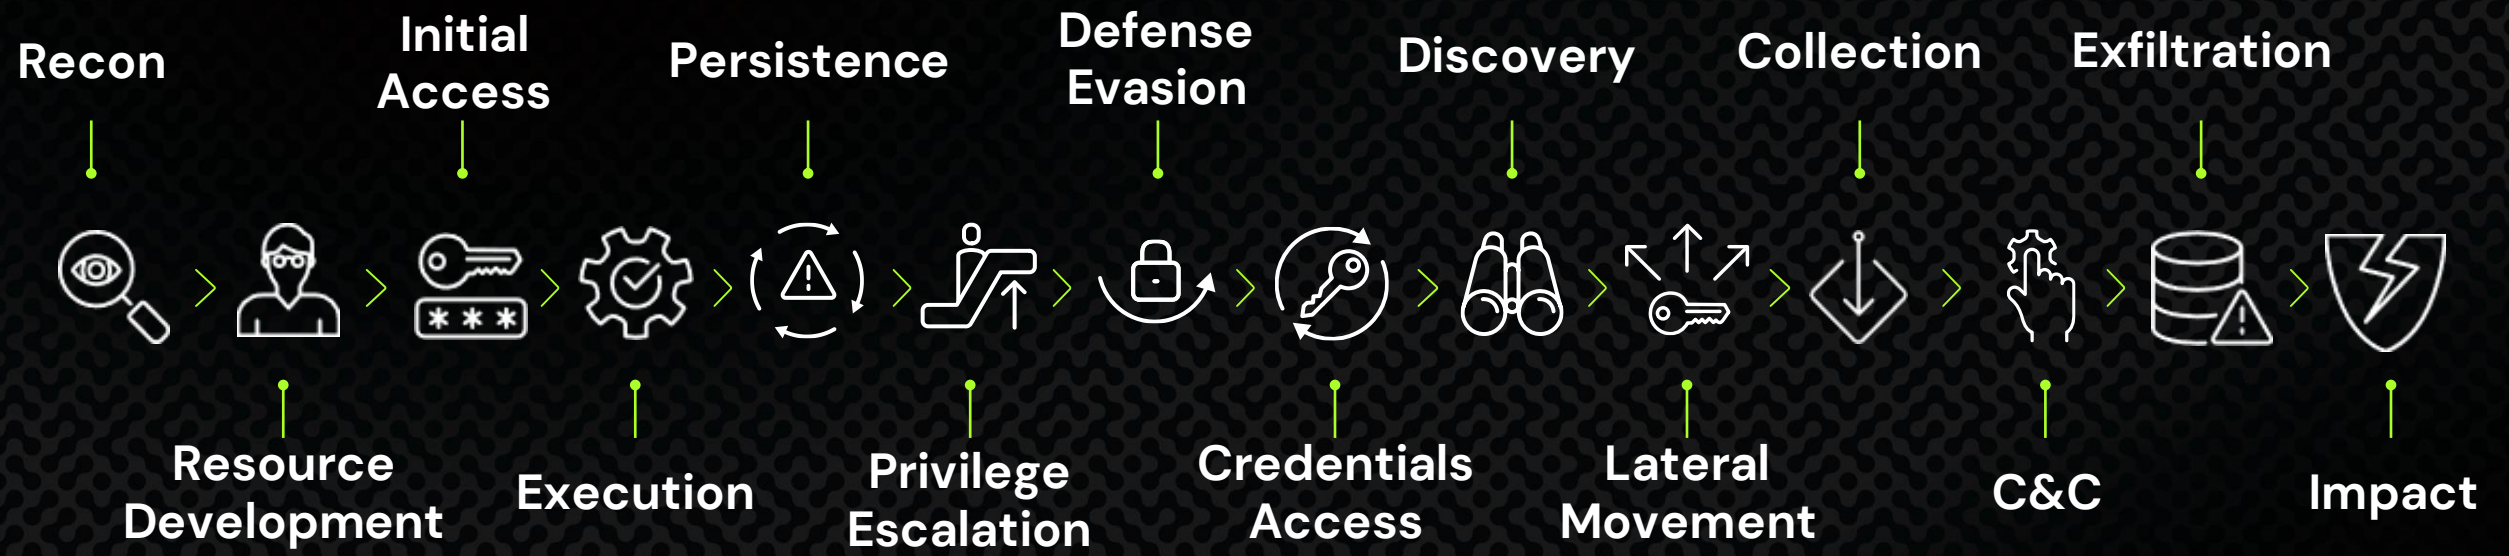 Recon
Resource
Development
Initial
Access
Execution
Persistence
Privilege
Escalation
Defense
Evasion
Credentials
Access
Discovery
Lateral
Movement
Collection
C&C
Exfiltration
Impact